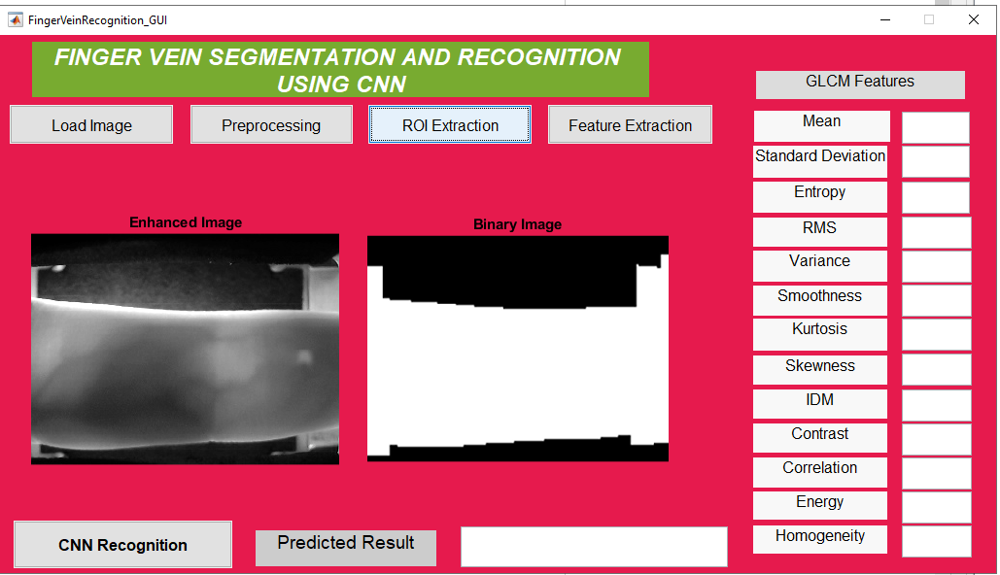 FingerVeinRecognition_GUI
FINGER VEIN SEGMENTATION AND RECOGNITION
USING CNN
Load Image
Preprocessing
ROI Extraction
Feature Extraction
Enhanced Image
Binary Image
GLCM Features
Mean
Standard Deviation
Entropy
RMS
Variance
Smoothness
Kurtosis
Skewness
IDM
Contrast
Correlation
Energy
Homogeneity
CNN Recognition
Predicted Result